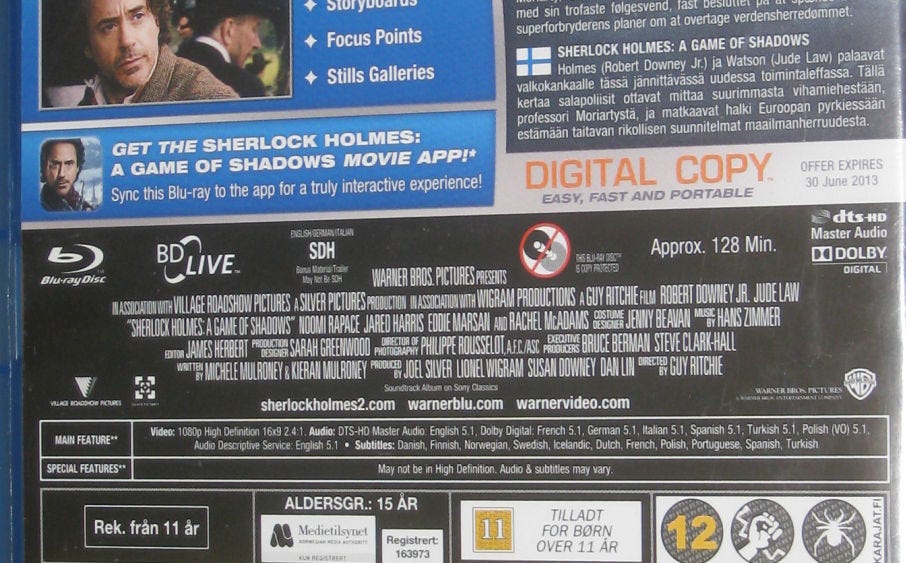 Storyboards
Focus Points
Stills Galleries
med sin trofaste følgesvend, fast besluttet på at
superforbryderens planer om at overtage verdensherredømmet.
SHERLOCK HOLMES: A GAME OF SHADOWS
Holmes (Robert Downey Jr.) ja Watson (Jude Law) palaavat
valkokankaalle tässä jännittävässä uudessa toimintaleffassa. Tällä
kertaa salapoliisit ottavat mittaa suurimmasta vihamiehestään,
professori Moriartystä, ja matkaavat halki Euroopan pyrkiessään
estämään taitavan rikollisen suunnitelmat maailmanherruudesta.
GET THE SHERLOCK HOLMES:
A GAME OF SHADOWS MOVIE APP!*
Sync this Blu-ray to the app for a truly interactive experience!
DIGITAL COPY™
EASY, FAST AND PORTABLE
OFFER EXPIRES
30 June 2013
Blu-ray Disc
BD LIVE™
ENGLISH/GERMAN/ITALIAN
SDH
Bonus Material/Trailer
May Not Be SDH
THIS BLU-RAY DISC™
IS COPY PROTECTED
Approx. 128 Min.
dts-HD
Master Audio
DOLBY
DIGITAL
WARNER BROS. PICTURES PRESENTS
IN ASSOCIATION WITH VILLAGE ROADSHOW PICTURES A SILVER PICTURES PRODUCTION IN ASSOCIATION WITH WIGRAM PRODUCTIONS A GUY RITCHIE FILM ROBERT DOWNEY JR. JUDE LAW
"SHERLOCK HOLMES: A GAME OF SHADOWS" NOOMI RAPACE JARED HARRIS EDDIE MARSAN AND RACHEL McADAMS COSTUME DESIGNER JENNY BEAVAN MUSIC BY HANS ZIMMER
EDITOR JAMES HERBERT PRODUCTION DESIGNER SARAH GREENWOOD DIRECTOR OF PHOTOGRAPHY PHILIPPE ROUSSELOT, A.F.C./ASC EXECUTIVE PRODUCERS BRUCE BERMAN STEVE CLARK-HALL
WRITTEN BY MICHELE MULRONEY & KIERAN MULRONEY PRODUCED BY JOEL SILVER LIONEL WIGRAM SUSAN DOWNEY DAN LIN DIRECTED BY GUY RITCHIE
Soundtrack Album on Sony Classics
VILLAGE ROADSHOW PICTURES
SILVER PICTURES
sherlockholmes2.com warnerblu.com warnervideo.com
WARNER BROS. PICTURES
A WARNER BROS. ENTERTAINMENT COMPANY
MAIN FEATURE**
Video: 1080p High Definition 16x9 2.4:1. Audio: DTS-HD Master Audio: English 5.1, Dolby Digital: French 5.1, German 5.1, Italian 5.1, Spanish 5.1, Turkish 5.1, Polish (VO) 5.1,
Audio Descriptive Service: English 5.1 • Subtitles: Danish, Finnish, Norwegian, Swedish, Icelandic, Dutch, French, Polish, Portuguese, Spanish, Turkish
SPECIAL FEATURES**
May not be in High Definition. Audio & subtitles may vary.
Rek. från 11 år
ALDERSGR.: 15 ÅR
Medietilsynet
NORWEGIAN MEDIA AUTHORITY
KUN REGISTRERT
Registrert:
163973
11
TILLADT
FOR BØRN
OVER 11 ÅR
12
KARAJAT.FI